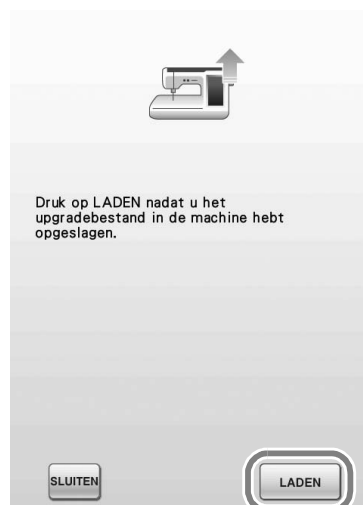 Druk op LADEN nadat u het
upgradebestand in de machine hebt
opgeslagen.
SLUITEN
LADEN